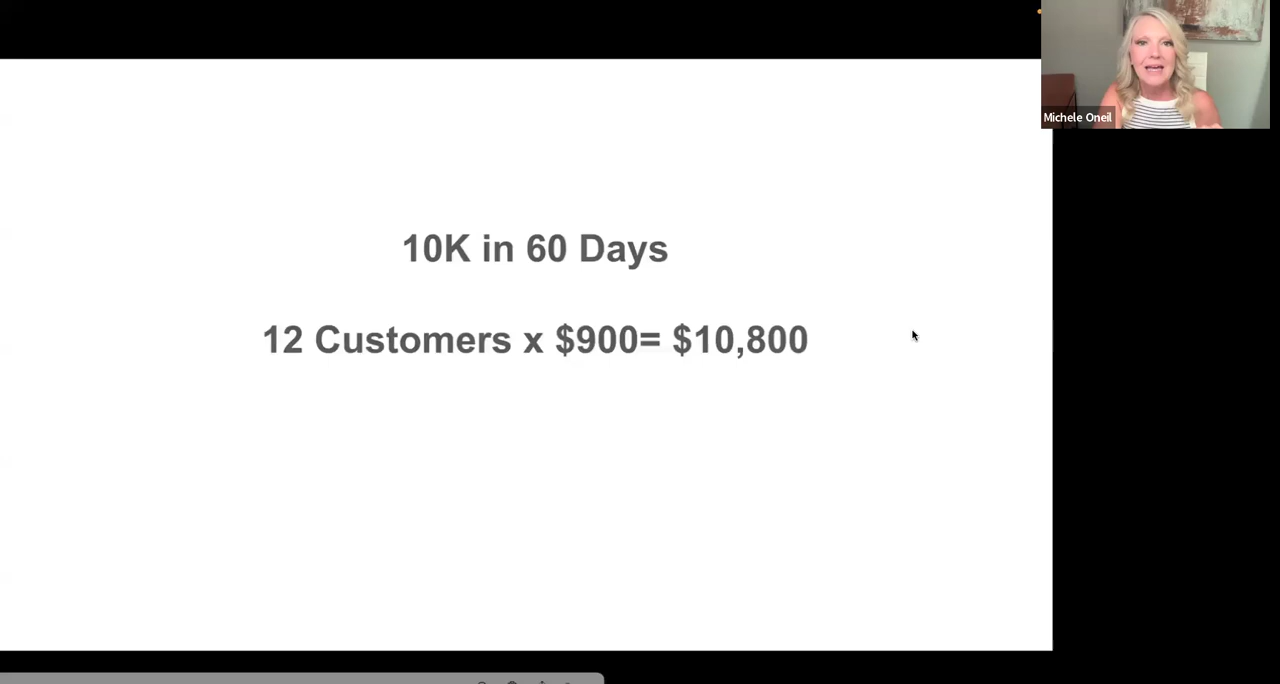 Michele Oneil
10K in 60 Days
12 Customers x $900= $10,800